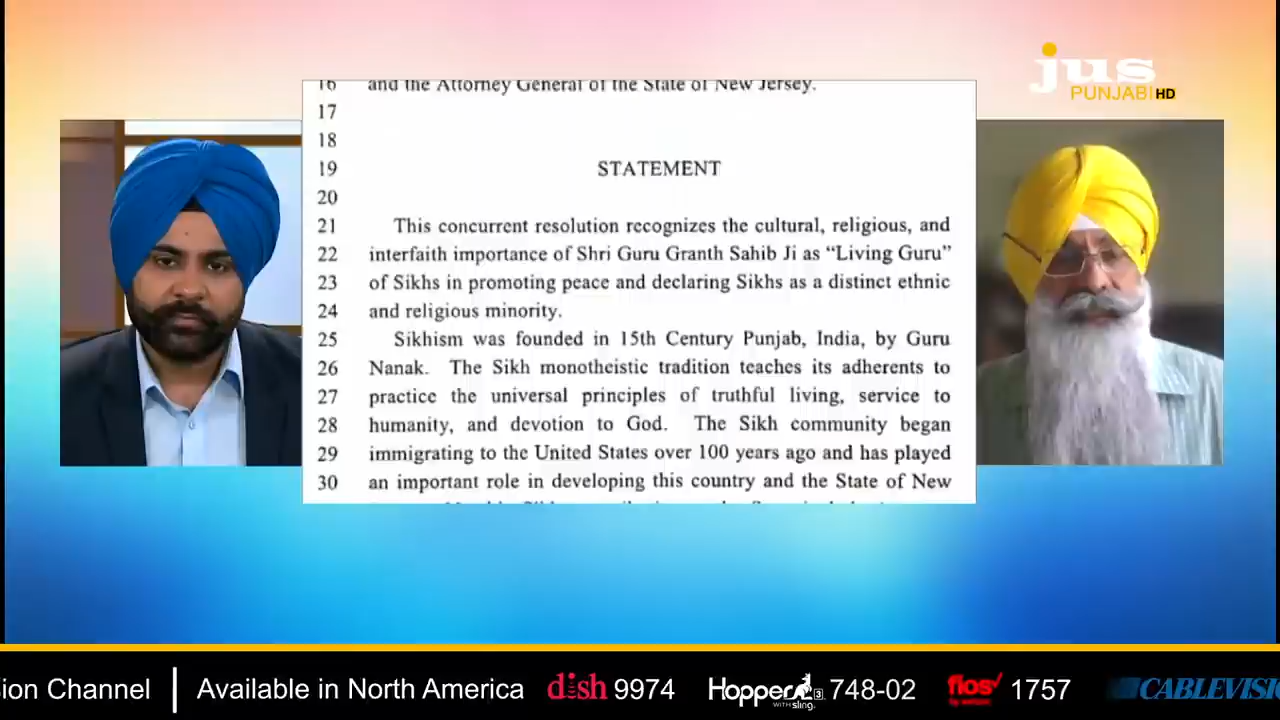 jus
PUNJABI HD
16 and the Attorney General of the State of New Jersey.
17
18
19 STATEMENT
20
21 This concurrent resolution recognizes the cultural, religious, and
22 interfaith importance of Shri Guru Granth Sahib Ji as “Living Guru”
23 of Sikhs in promoting peace and declaring Sikhs as a distinct ethnic
24 and religious minority.
25 Sikhism was founded in 15th Century Punjab, India, by Guru
26 Nanak. The Sikh monotheistic tradition teaches its adherents to
27 practice the universal principles of truthful living, service to
28 humanity, and devotion to God. The Sikh community began
29 immigrating to the United States over 100 years ago and has played
30 an important role in developing this country and the State of New
ion Channel | Available in North America dish 9974 Hopper 3 WITH sling 748-02 fios by verizon 1757 CABLEVISI